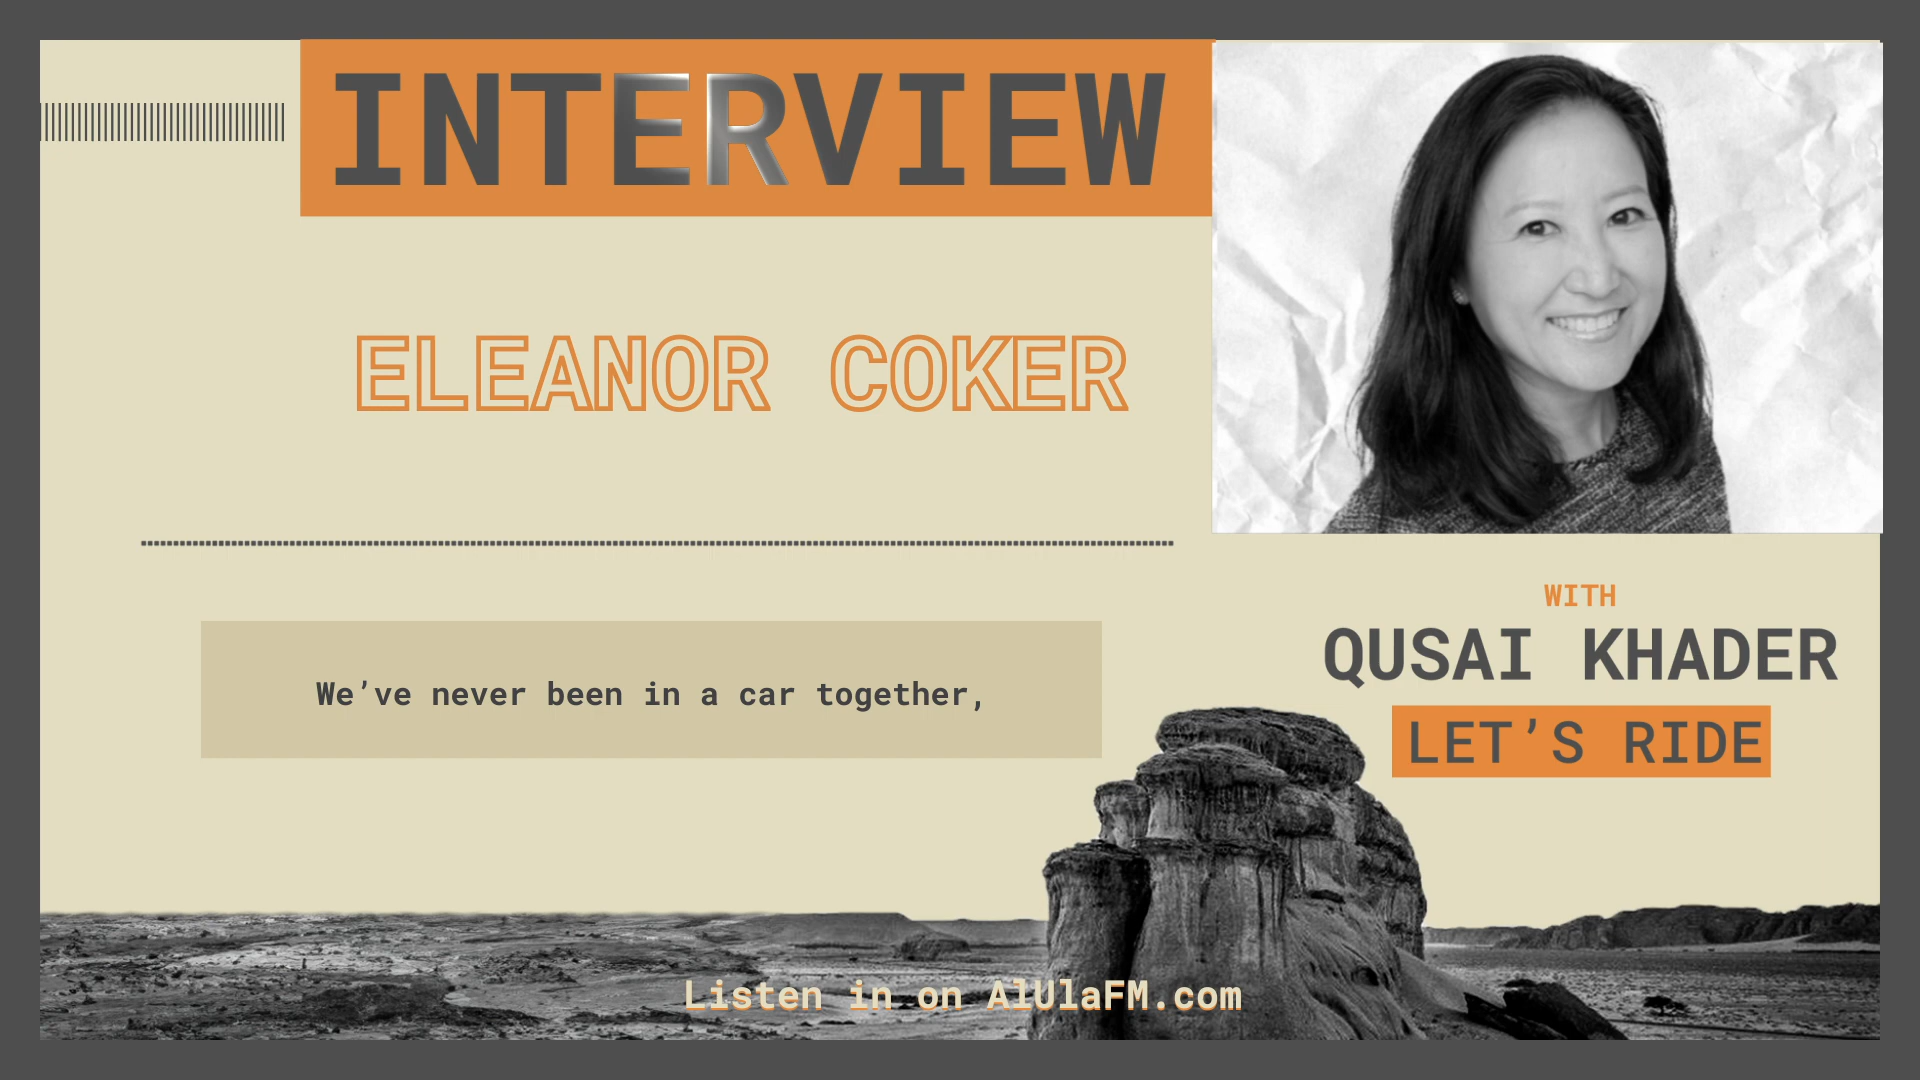 INTERVIEW
ELEANOR COKER
We’ve never been in a car together,
WITH
QUSAI KHADER
LET’S RIDE
Listen in on AlUlaFM.com